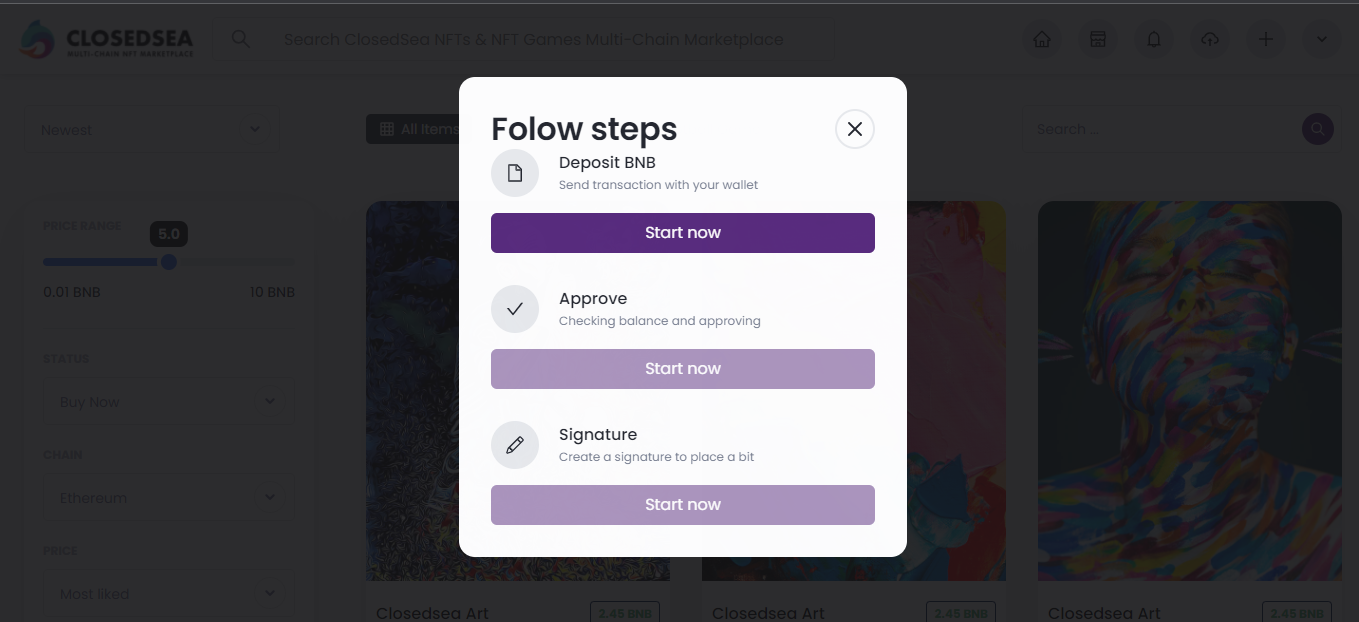 CLOSEDSEA
MULTI-CHAIN NFT MARKETPLACE
Search ClosedSea NFTs & NFT Games Multi-Chain Marketplace
Newest
All Items
Search ...
Folow steps
Deposit BNB
Send transaction with your wallet
Start now
Approve
Checking balance and approving
Start now
Signature
Create a signature to place a bit
Start now
PRICE RANGE
5.0
0.01 BNB
10 BNB
STATUS
Buy Now
CHAIN
Ethereum
PRICE
Most liked
Closedsea Art
2.45 BNB
Closedsea Art
2.45 BNB
Closedsea Art
2.45 BNB